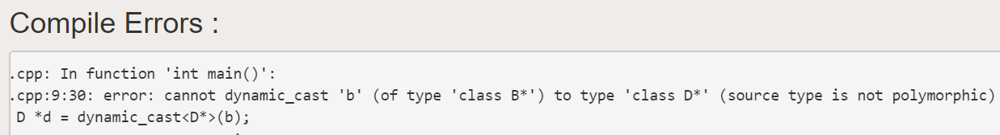 Compile Errors :
.cpp: In function 'int main()':
.cpp:9:30: error: cannot dynamic_cast 'b' (of type 'class B*') to type 'class D*' (source type is not polymorphic)
D *d = dynamic_cast<D*>(b);